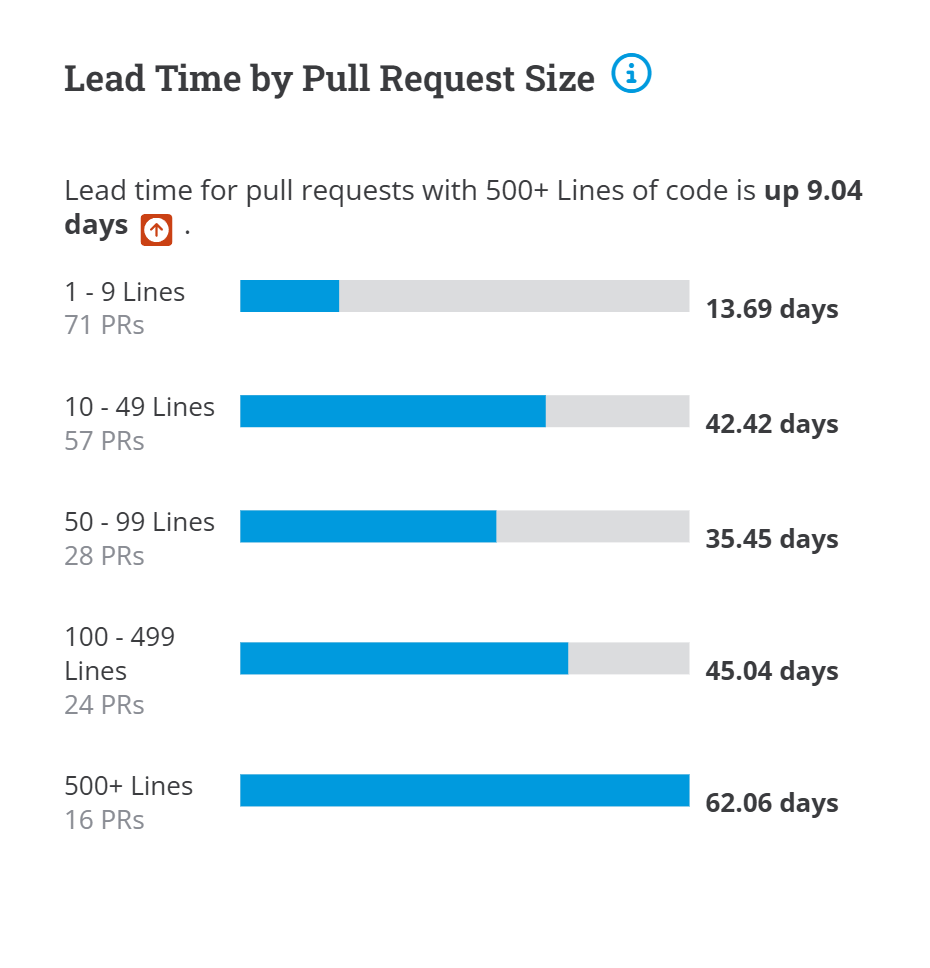 Lead Time by Pull Request Size
Lead time for pull requests with 500+ Lines of code is up 9.04
days .
1 - 9 Lines
71 PRs
13.69 days
10 - 49 Lines
57 PRs
42.42 days
50 - 99 Lines
28 PRs
35.45 days
100 - 499
Lines
24 PRs
45.04 days
500+ Lines
16 PRs
62.06 days